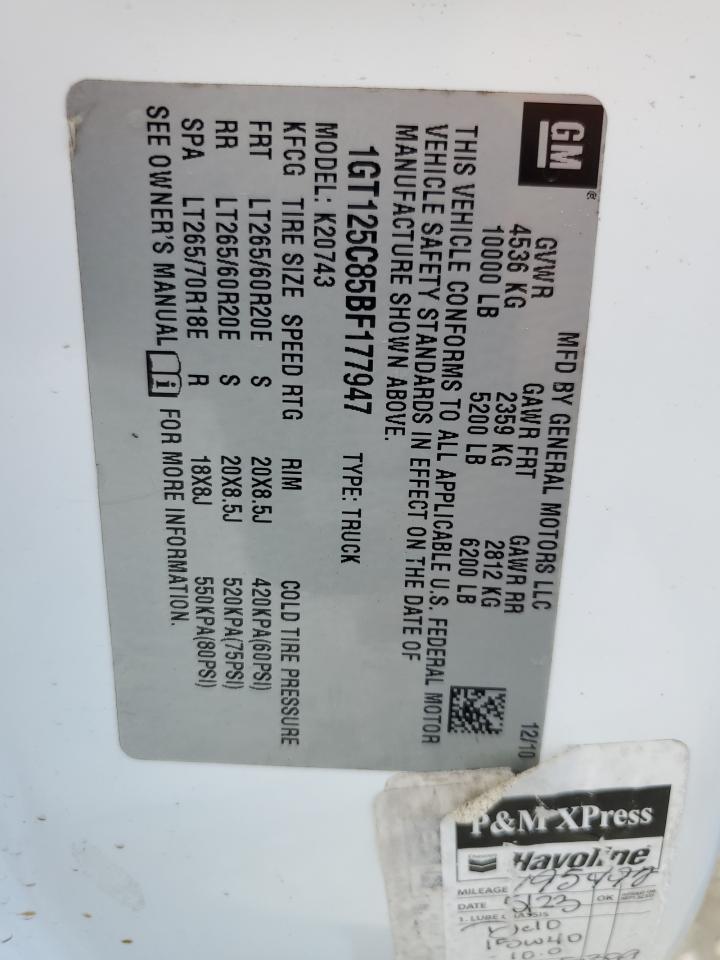 GM
MFD BY GENERAL MOTORS LLC 12/10
GVWR GAWR FRT GAWR RR
4536 KG 2359 KG 2812 KG
10000 LB 5200 LB 6200 LB
THIS VEHICLE CONFORMS TO ALL APPLICABLE U.S. FEDERAL MOTOR
VEHICLE SAFETY STANDARDS IN EFFECT ON THE DATE OF
MANUFACTURE SHOWN ABOVE.
1GT125C85BF177947 TYPE: TRUCK
MODEL: K20743
KFCG TIRE SIZE SPEED RTG RIM COLD TIRE PRESSURE
FRT LT265/60R20E S 20X8.5J 420KPA(60PSI)
RR LT265/60R20E S 20X8.5J 520KPA(75PSI)
SPA LT265/70R18E R 18X8J 550KPA(80PSI)
SEE OWNER'S MANUAL FOR MORE INFORMATION.
P&M XPress
Havoline
MILEAGE
DATE OK
1. LUBE CHASSIS